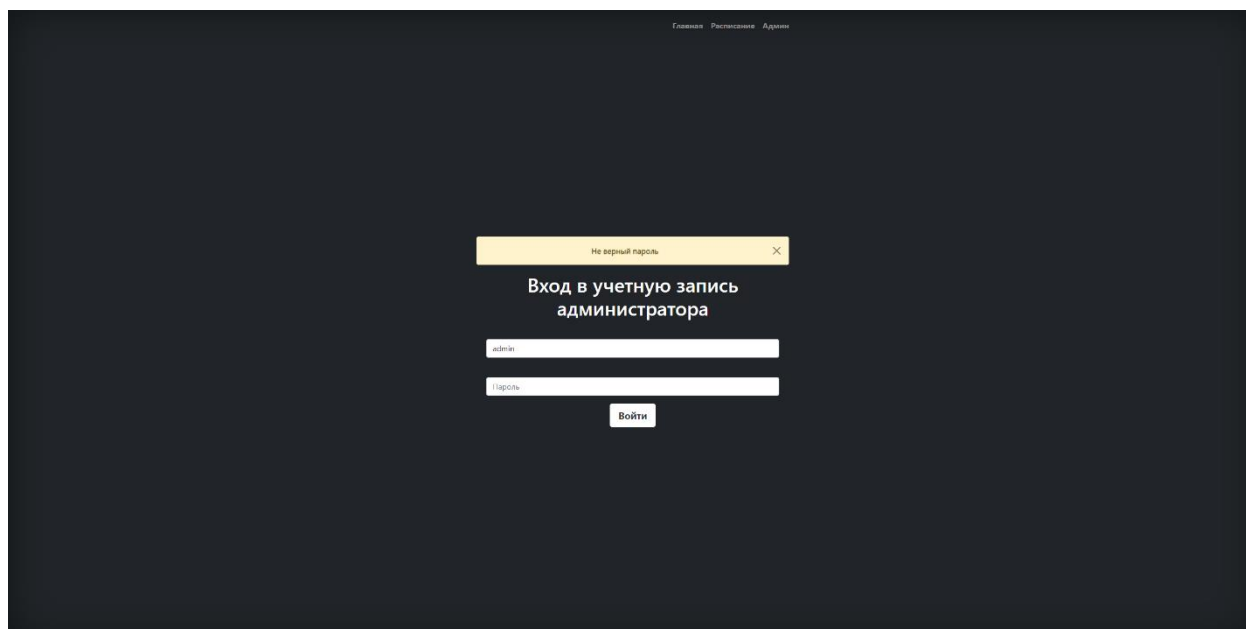 Главная Расписание Админ
Не верный пароль
Вход в учетную запись
администратора
admin
Пароль
Войти